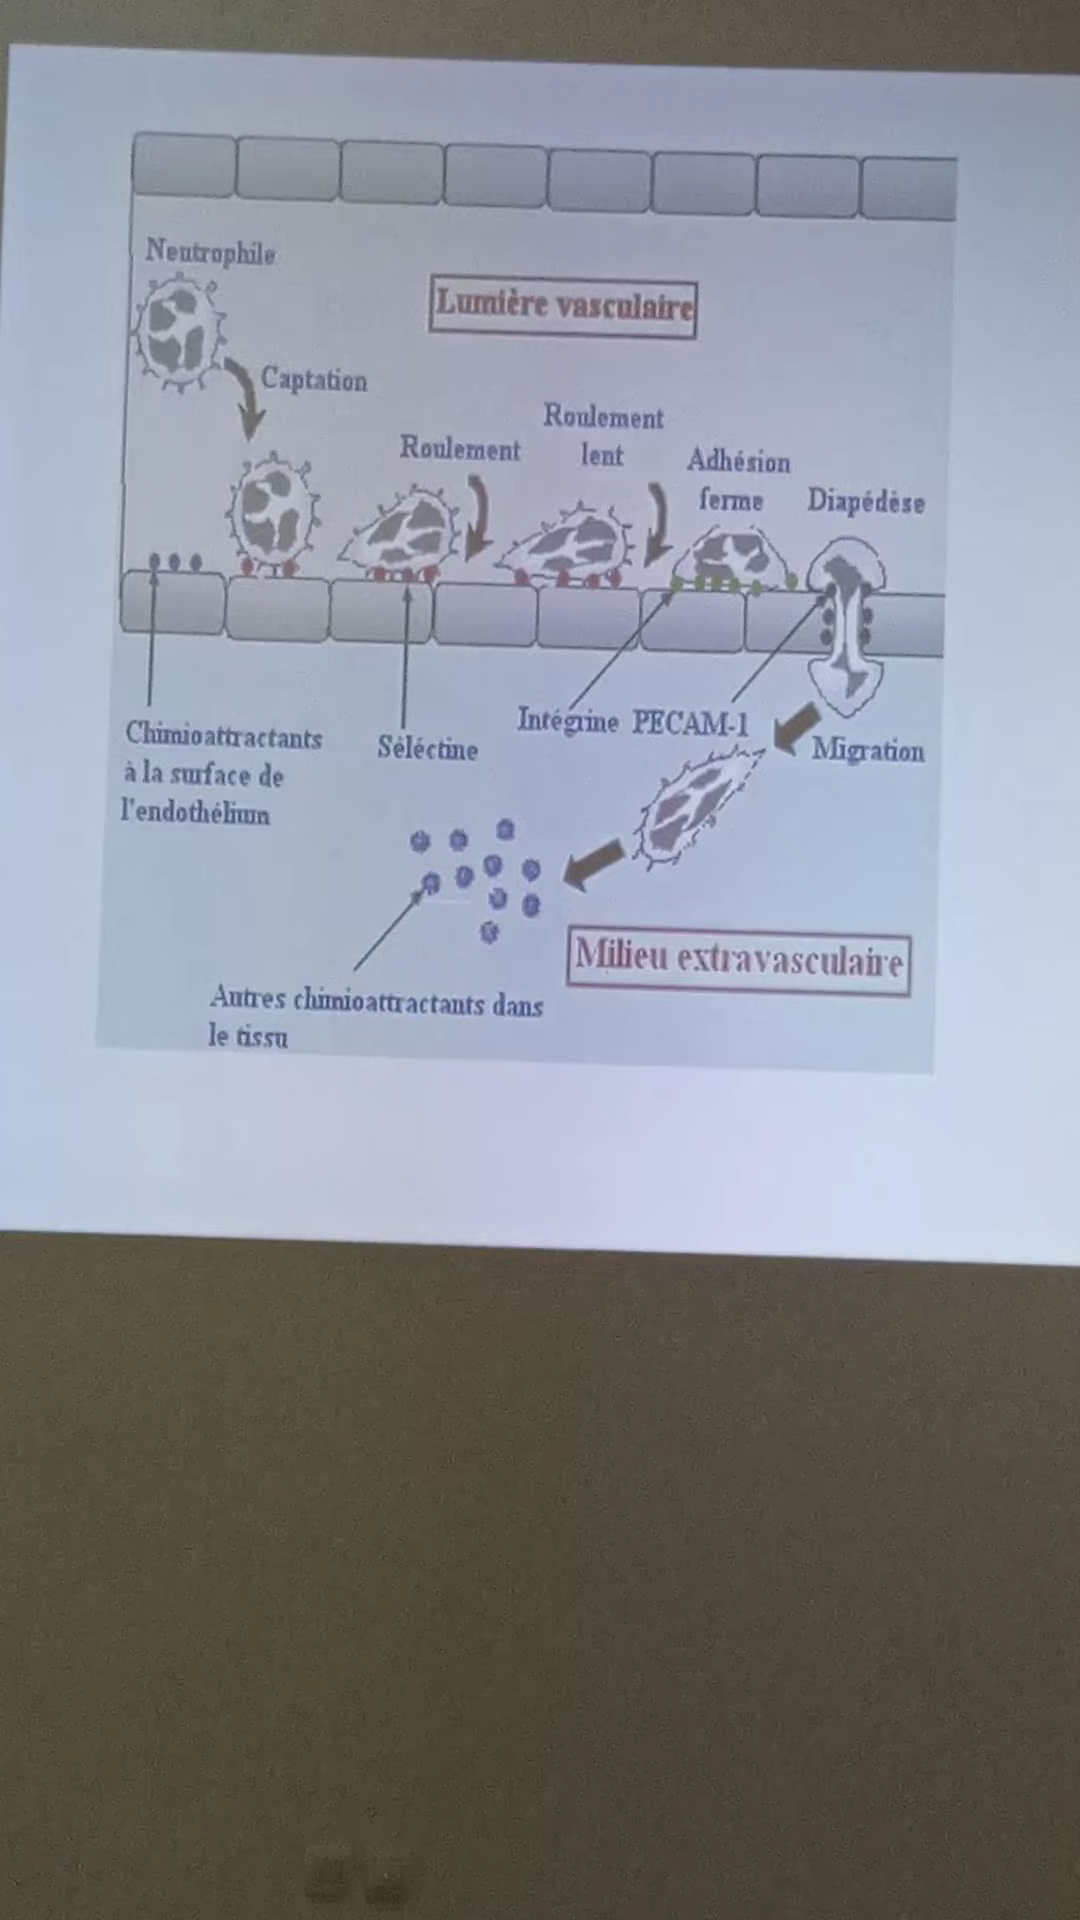 Neutrophile
Lumière vasculaire
Captation
Roulement
Roulement
lent
Adhésion
ferme
Diapédèse
Chimioattractants
à la surface de
l'endothélium
Séléctine
Intégrine
PECAM-1
Migration
Milieu extravasculaire
Autres chimioattractants dans
le tissu